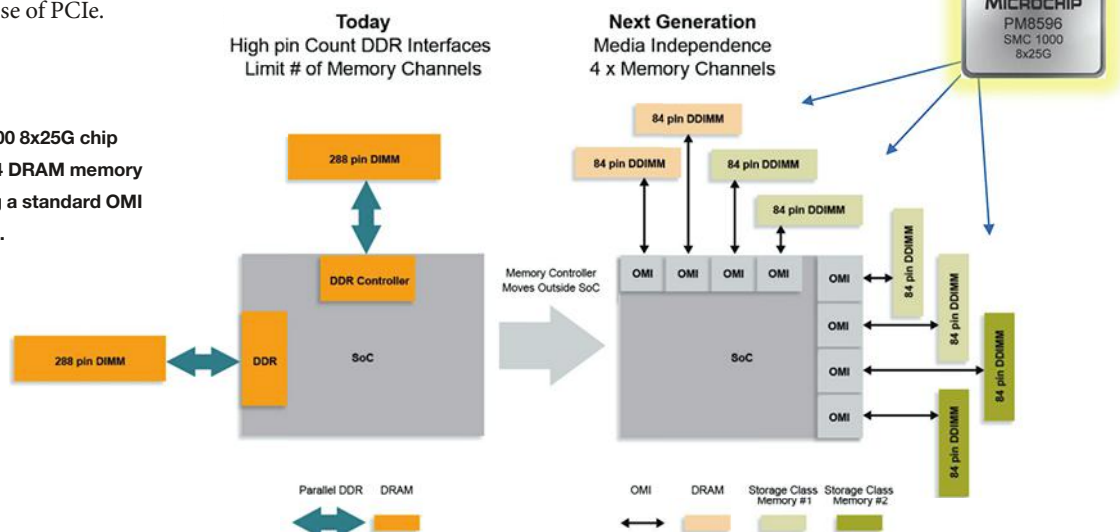 se of PCIe.
00 8x25G chip
4 DRAM memory
g a standard OMI
.
Today
High pin Count DDR Interfaces
Limit # of Memory Channels
288 pin DIMM
DDR Controller
288 pin DIMM
DDR
SoC
Parallel DDR
DRAM
Memory Controller
Moves Outside SoC
Next Generation
Media Independence
4 x Memory Channels
MICROCHIP
PM8596
SMC 1000
8x25G
84 pin DDIMM
84 pin DDIMM
84 pin DDIMM
84 pin DDIMM
OMI
OMI
OMI
OMI
OMI
OMI
OMI
OMI
SoC
84 pin DDIMM
84 pin DDIMM
84 pin DDIMM
84 pin DDIMM
OMI
DRAM
Storage Class
Memory #1
Storage Class
Memory #2